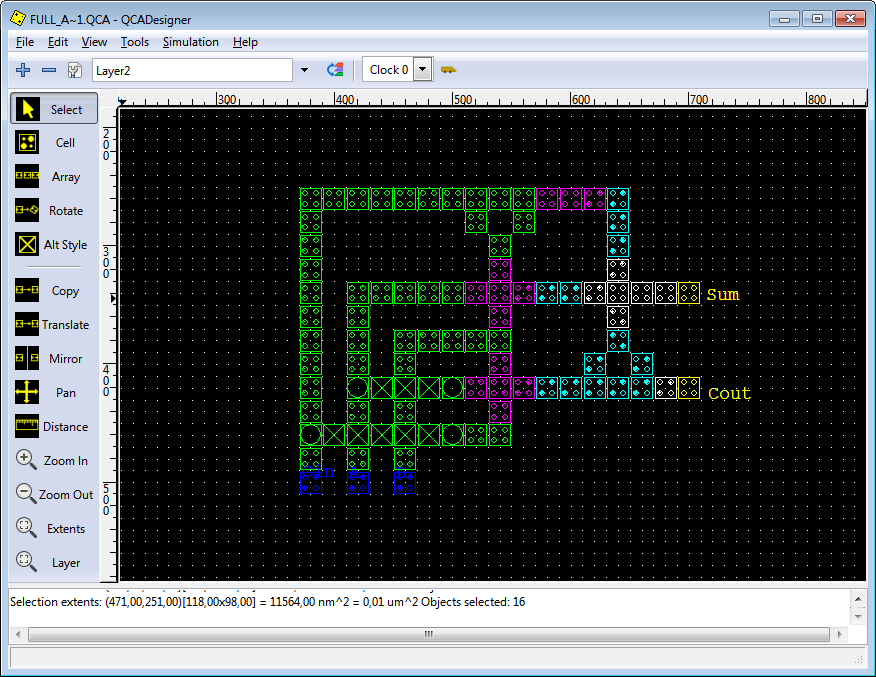 FULL_A~1.QCA - QCADesigner
File Edit View Tools Simulation Help
Layer2 Clock 0
300 400 500 600 700 800
Select
200
Cell
Array
Rotate
Alt Style
300
Copy
Sum
Translate
Mirror
400
Pan
Cout
Distance
Zoom In
Zoom Out
500
Extents
Layer
Selection extents: (471,00,251,00)[118,00x98,00] = 11564,00 nm^2 = 0,01 um^2 Objects selected: 16